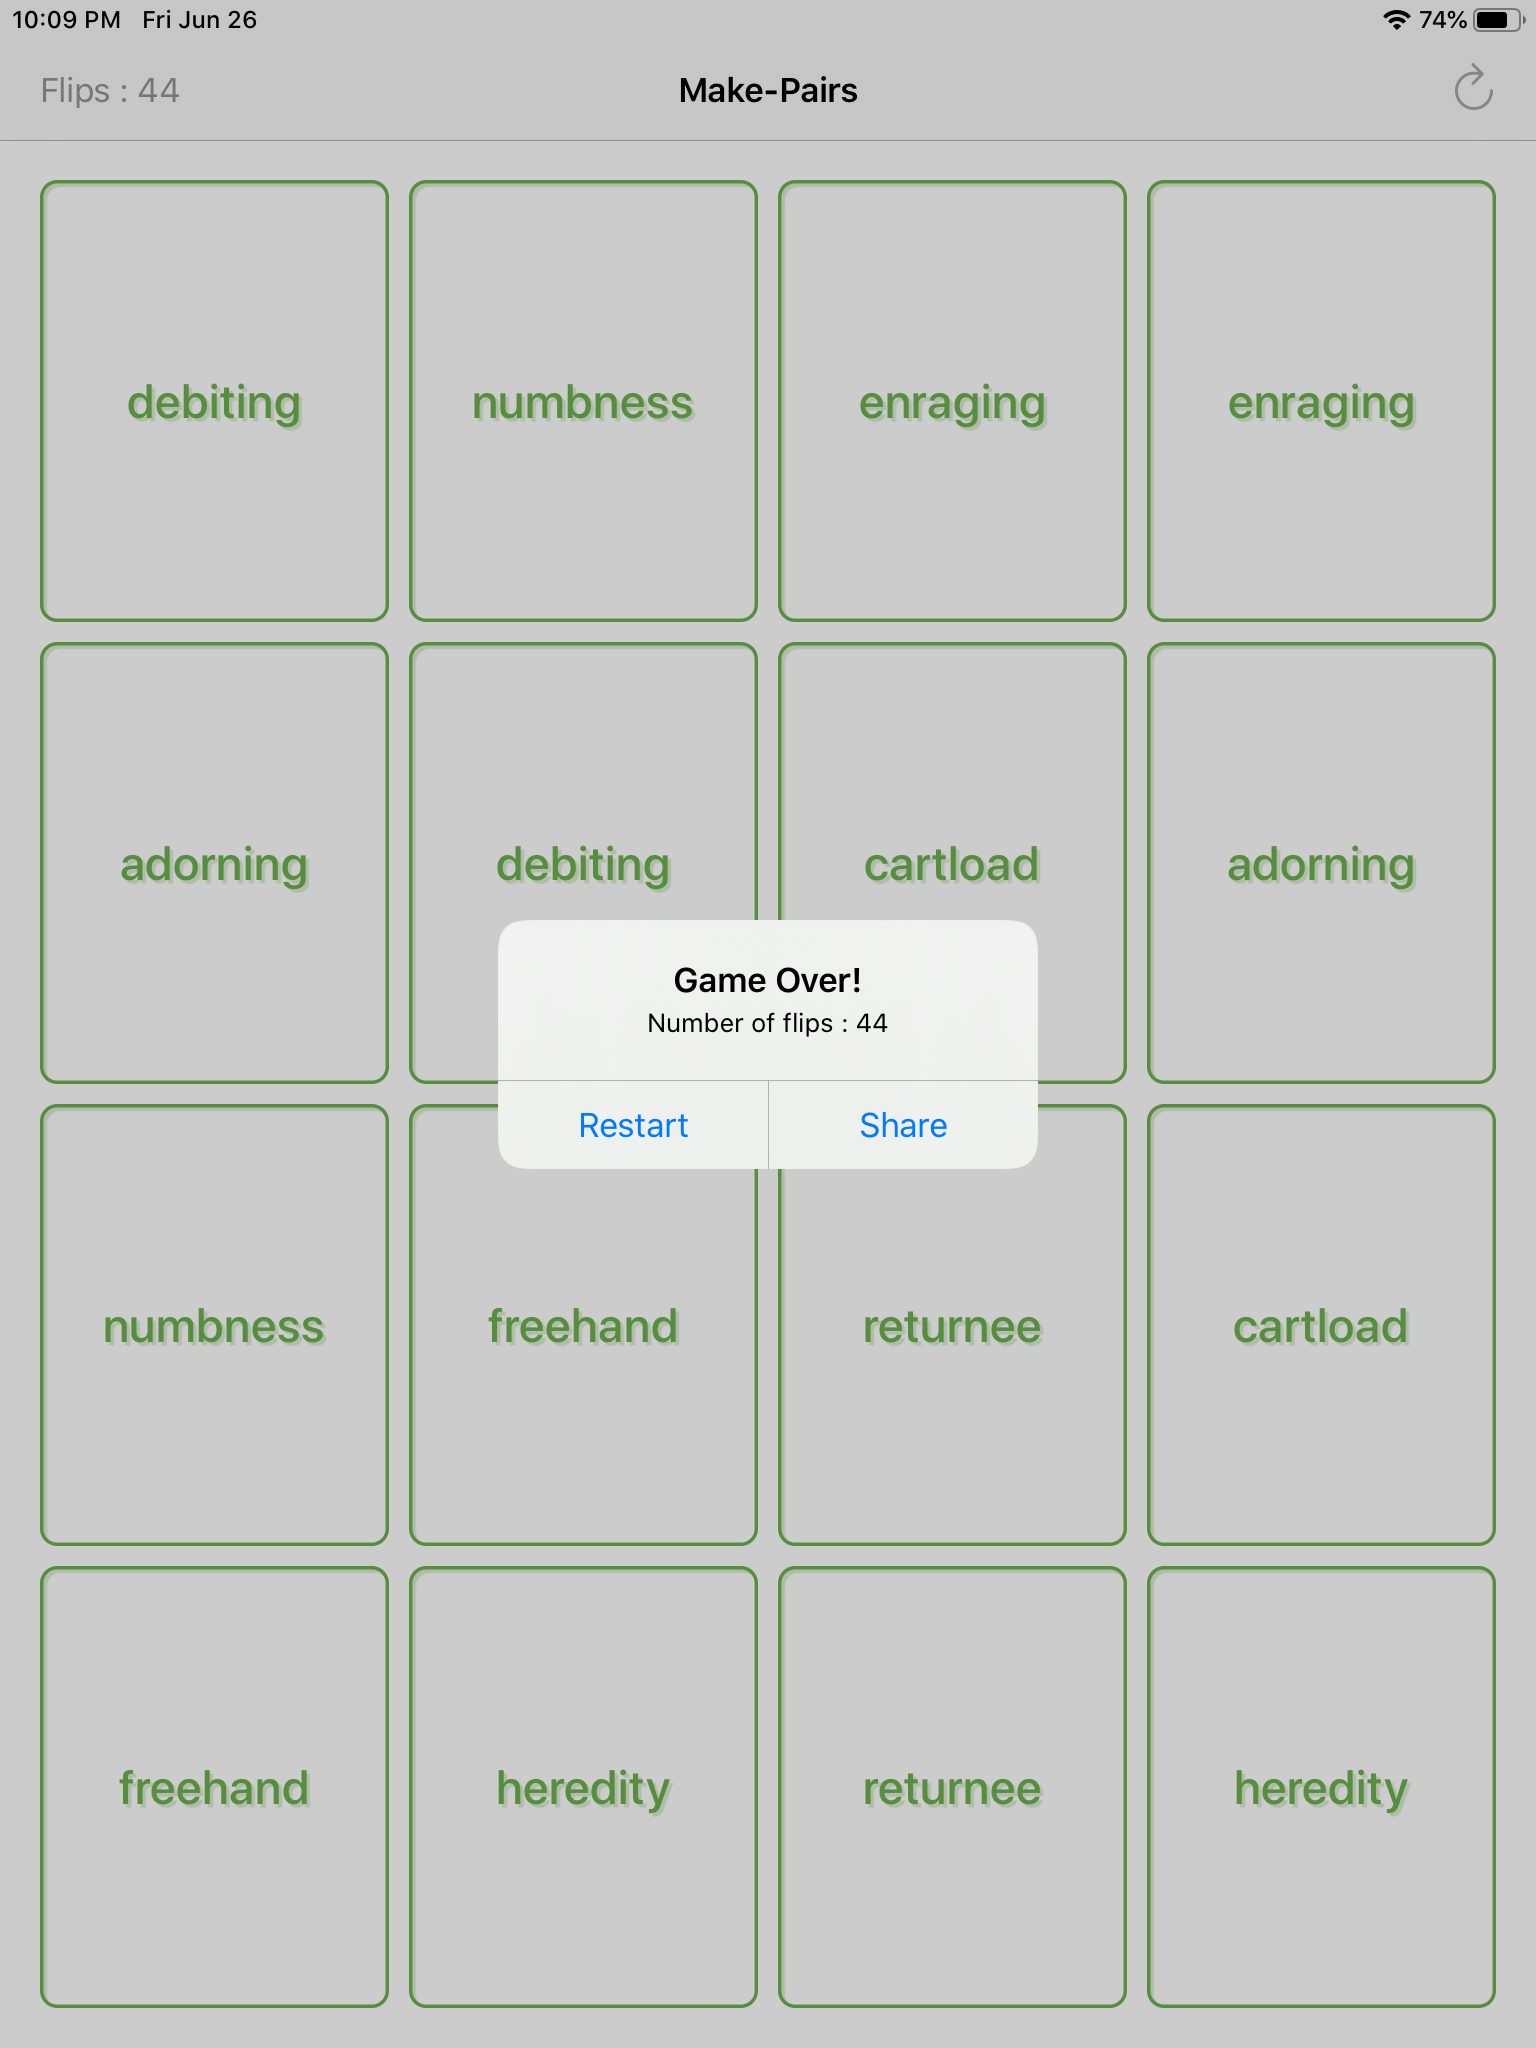 10:09 PM Fri Jun 26 74%
Flips : 44 Make-Pairs
debiting numbness enraging enraging
adorning debiting cartload adorning
Game Over!
Number of flips : 44
Restart Share
numbness freehand returnee cartload
freehand heredity returnee heredity